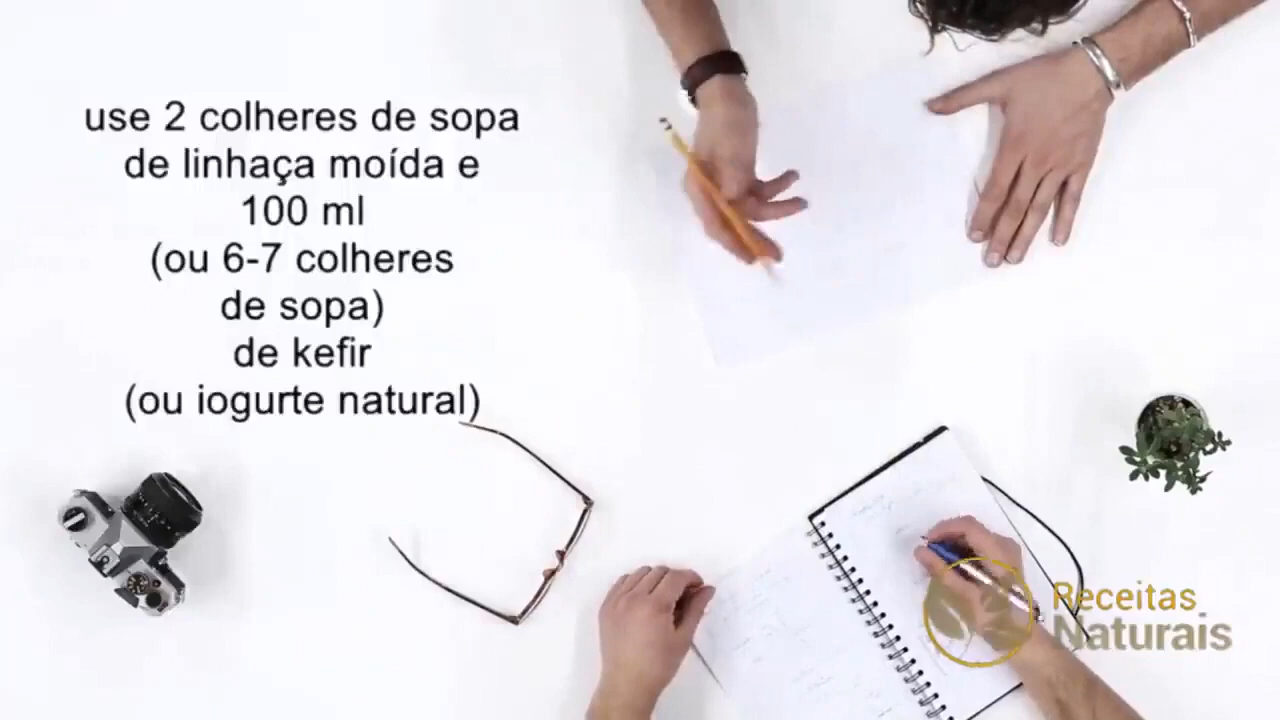 use 2 colheres de sopa
de linhaça moída e
100 ml
(ou 6-7 colheres
de sopa)
de kefir
(ou iogurte natural)
Receitas
Naturais